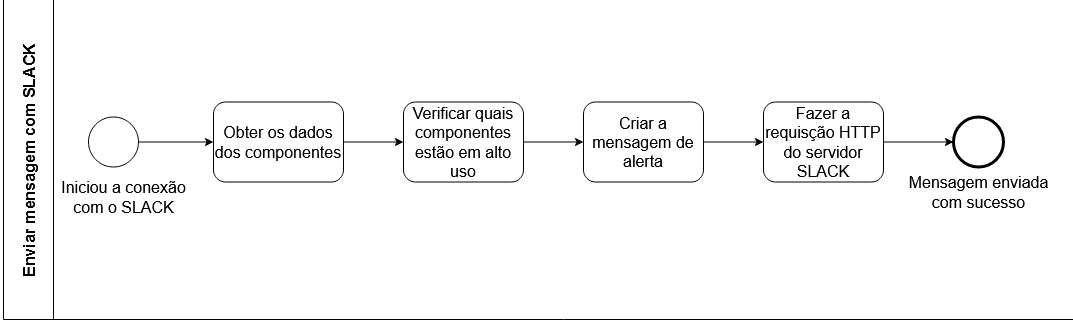 Enviar mensagem com SLACK
Iniciou a conexão
com o SLACK
Obter os dados
dos componentes
Verificar quais
componentes
estão em alto
uso
Criar a
mensagem de
alerta
Fazer a
requisção HTTP
do servidor
SLACK
Mensagem enviada
com sucesso